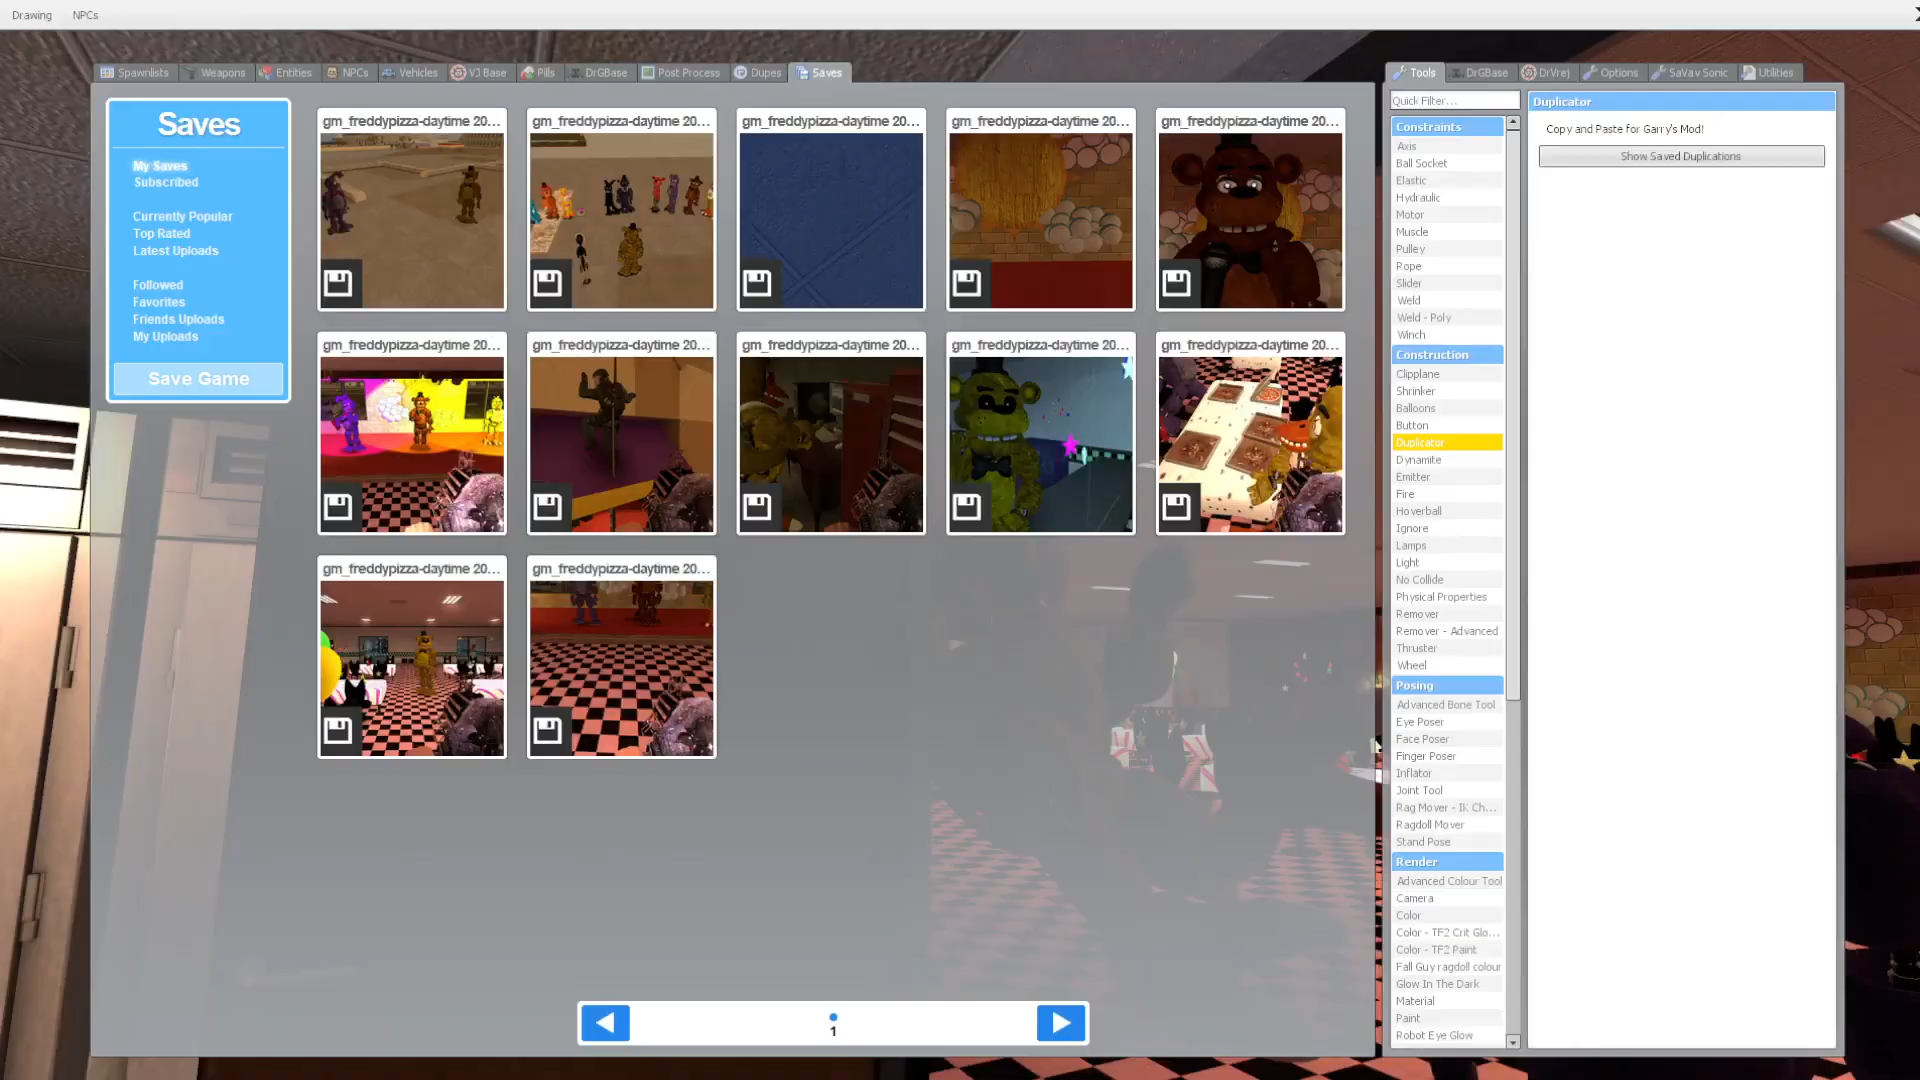 Drawing NPCs
Spawnlists Weapons Entities NPCs Vehicles VJ Base Pills DrGBase Post Process Dupes Saves
Saves
My Saves
Subscribed
Currently Popular
Top Rated
Latest Uploads
Followed
Favorites
Friends Uploads
My Uploads
Save Game
gm_freddypizza-daytime 20... gm_freddypizza-daytime 20... gm_freddypizza-daytime 20... gm_freddypizza-daytime 20... gm_freddypizza-daytime 20...
gm_freddypizza-daytime 20... gm_freddypizza-daytime 20... gm_freddypizza-daytime 20... gm_freddypizza-daytime 20... gm_freddypizza-daytime 20...
gm_freddypizza-daytime 20... gm_freddypizza-daytime 20...
1
Tools DrGBase DrVrej Options SaVav Sonic Utilities
Quick Filter...
Constraints
Axis
Ball Socket
Elastic
Hydraulic
Motor
Muscle
Pulley
Rope
Slider
Weld
Weld - Poly
Winch
Construction
Clipplane
Shrinker
Balloons
Button
Duplicator
Dynamite
Emitter
Fire
Hoverball
Ignore
Lamps
Light
No Collide
Physical Properties
Remover
Remover - Advanced
Thruster
Wheel
Posing
Advanced Bone Tool
Eye Poser
Face Poser
Finger Poser
Inflator
Joint Tool
Rag Mover - IK Ch...
Ragdoll Mover
Stand Pose
Render
Advanced Colour Tool
Camera
Color
Color - TF2 Crit Glo...
Color - TF2 Paint
Fall Guy ragdoll colour
Glow In The Dark
Material
Paint
Robot Eye Glow
Duplicator
Copy and Paste for Garry's Mod!
Show Saved Duplications